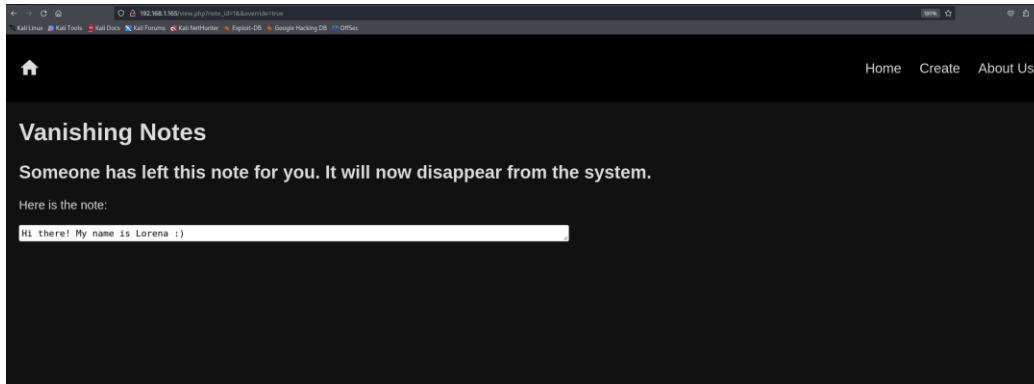 192.168.1.165/view.php?note_id=1&&override=true
Kali Linux Kali Tools Kali Docs Kali Forums Kali NetHunter Exploit-DB Google Hacking DB OffSec
Home Create About Us
Vanishing Notes
Someone has left this note for you. It will now disappear from the system.
Here is the note:
Hi there! My name is Lorena :)